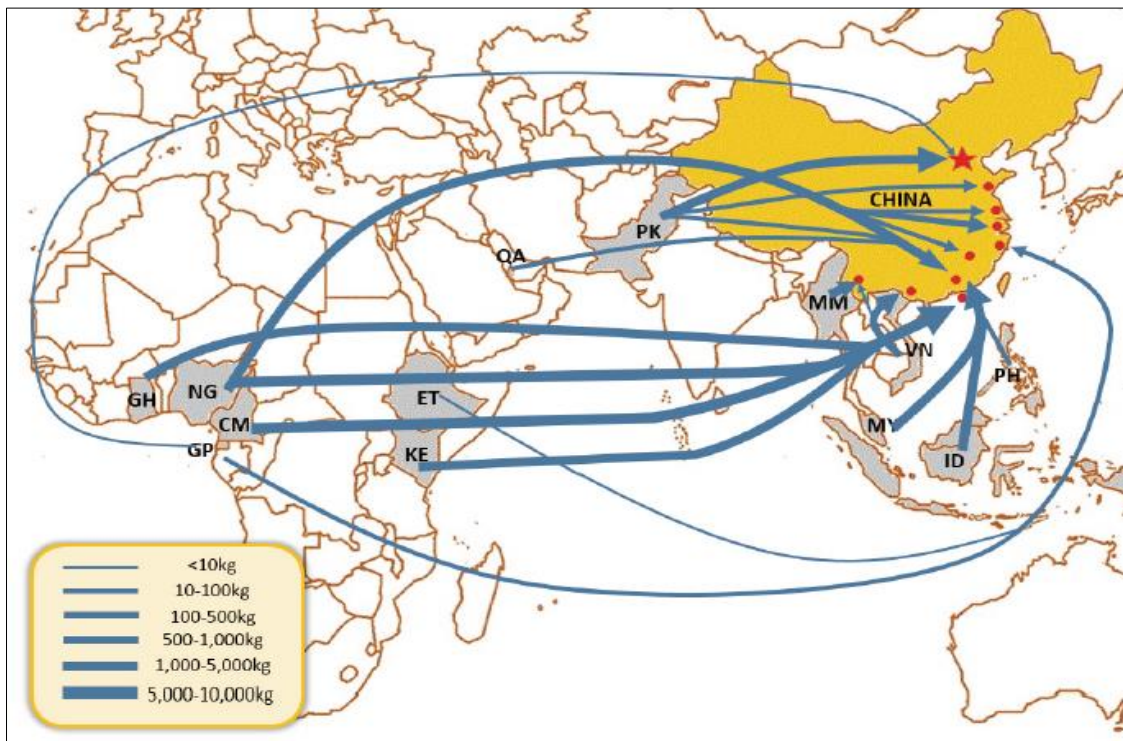 CHINA
PK
QA
MM
VN
GH
NG
ET
PH
CM
MY
GP
KE
ID
<10kg
10-100kg
100-500kg
500-1,000kg
1,000-5,000kg
5,000-10,000kg